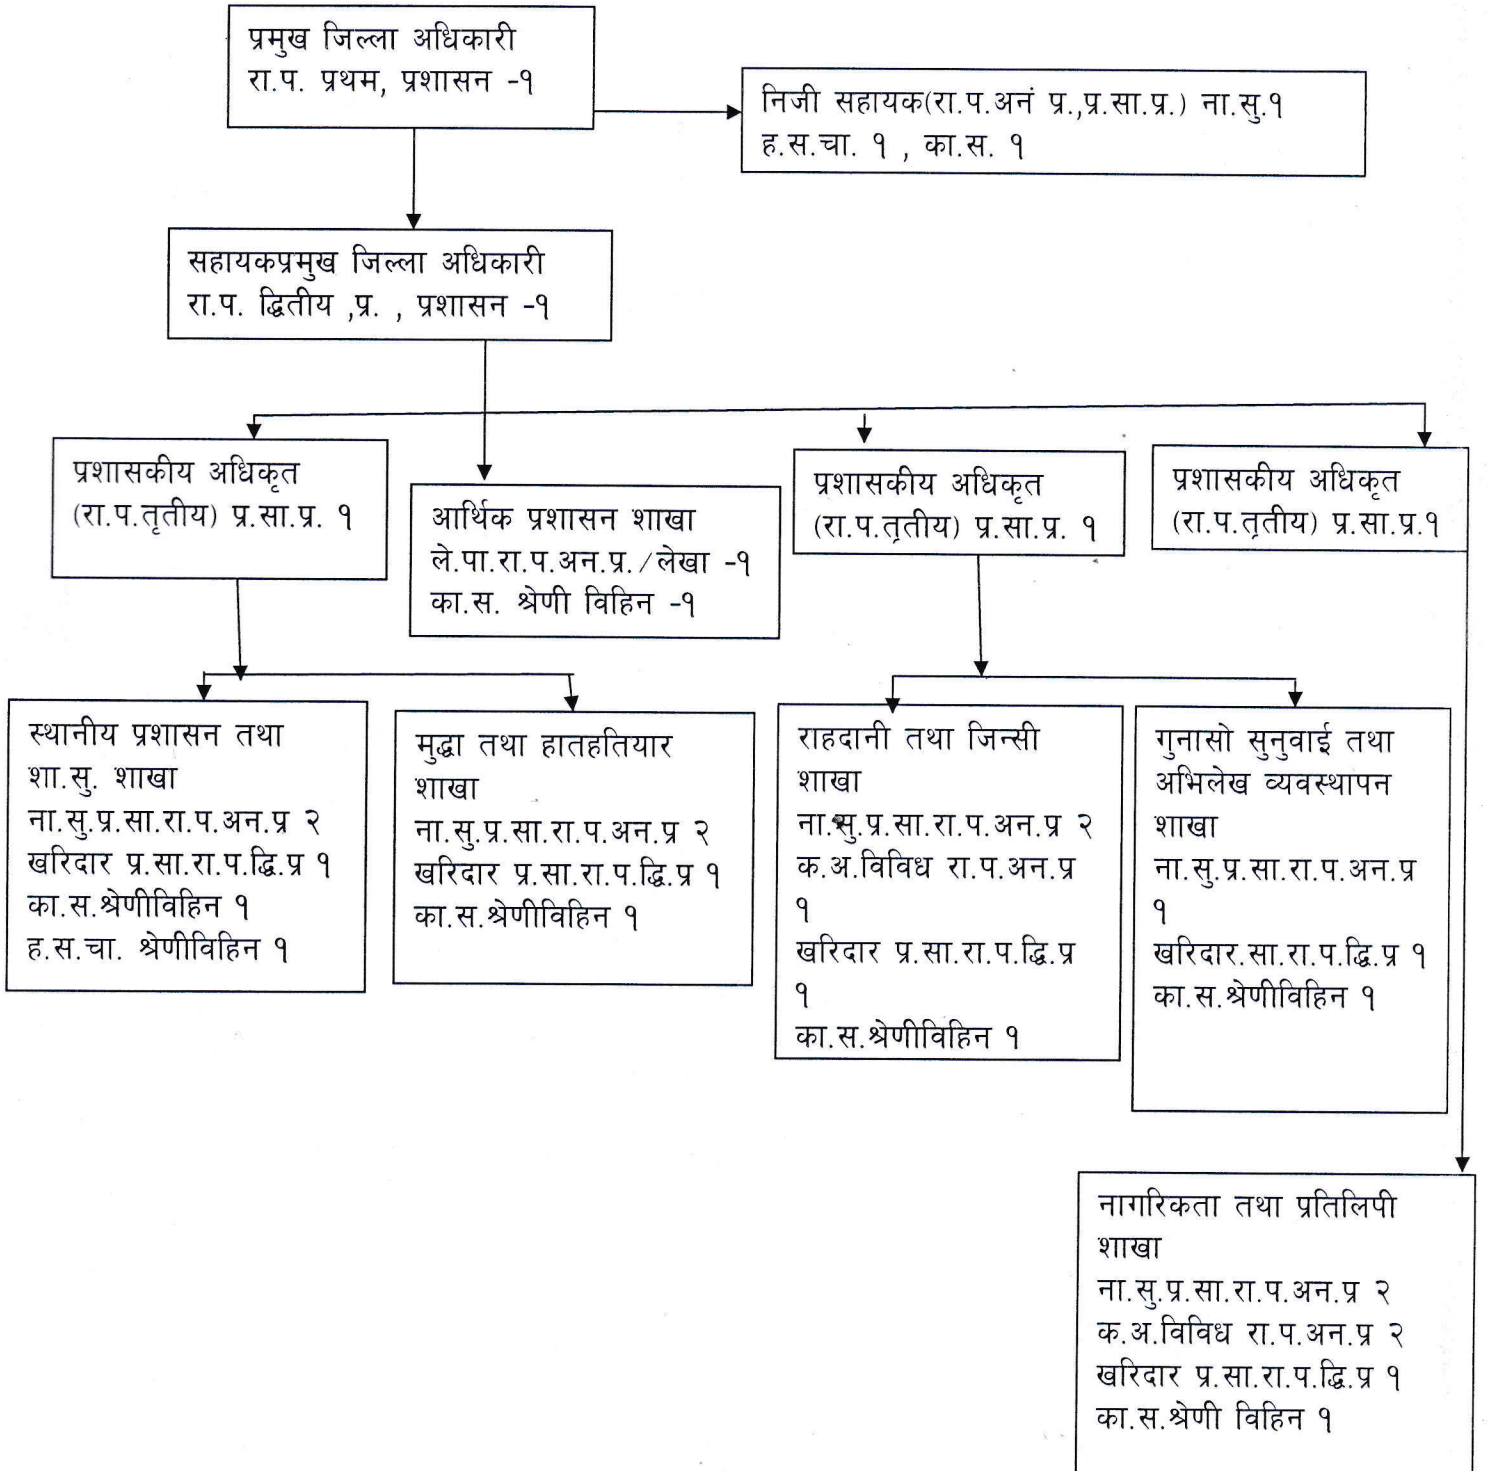 प्रमुख जिल्ला अधिकारी
रा.प. प्रथम, प्रशासन -१
निजी सहायक(रा.प.अनं प्र.,प्र.सा.प्र.) ना.सु.१
ह.स.चा. १ , का.स. १
सहायकप्रमुख जिल्ला अधिकारी
रा.प. द्धितीय ,प्र. , प्रशासन -१
प्रशासकीय अधिकृत
(रा.प.तृतीय) प्र.सा.प्र. १
आर्थिक प्रशासन शाखा
ले.पा.रा.प.अन.प्र./लेखा -१
का.स. श्रेणी विहिन -१
प्रशासकीय अधिकृत
(रा.प.तृतीय) प्र.सा.प्र. १
प्रशासकीय अधिकृत
(रा.प.तृतीय) प्र.सा.प्र.१
स्थानीय प्रशासन तथा
शा.सु. शाखा
ना.सु.प्र.सा.रा.प.अन.प्र २
खरिदार प्र.सा.रा.प.द्धि.प्र १
का.स.श्रेणीविहिन १
ह.स.चा. श्रेणीविहिन १
मुद्धा तथा हातहतियार
शाखा
ना.सु.प्र.सा.रा.प.अन.प्र २
खरिदार प्र.सा.रा.प.द्धि.प्र १
का.स.श्रेणीविहिन १
राहदानी तथा जिन्सी
शाखा
ना.सु.प्र.सा.रा.प.अन.प्र २
क.अ.विविध रा.प.अन.प्र
१
खरिदार प्र.सा.रा.प.द्धि.प्र
१
का.स.श्रेणीविहिन १
गुनासो सुनुवाई तथा
अभिलेख व्यवस्थापन
शाखा
ना.सु.प्र.सा.रा.प.अन.प्र
१
खरिदार.सा.रा.प.द्धि.प्र १
का.स.श्रेणीविहिन १
नागरिकता तथा प्रतिलिपी
शाखा
ना.सु.प्र.सा.रा.प.अन.प्र २
क.अ.विविध रा.प.अन.प्र २
खरिदार प्र.सा.रा.प.द्धि.प्र १
का.स.श्रेणी विहिन १